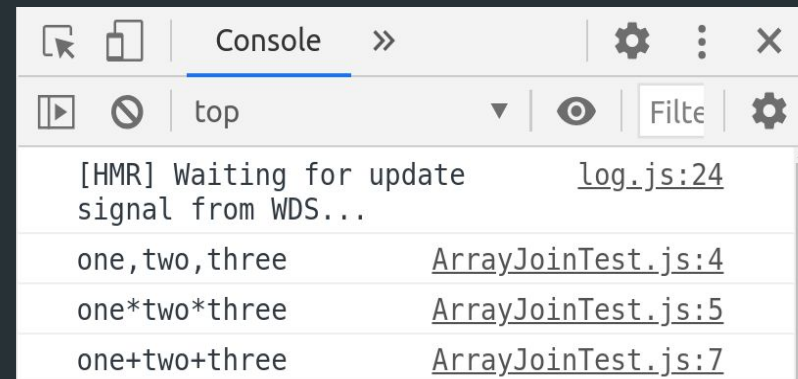 Console
top
Filte
[HMR] Waiting for update log.js:24
signal from WDS...
one,two,three ArrayJoinTest.js:4
one*two*three ArrayJoinTest.js:5
one+two+three ArrayJoinTest.js:7